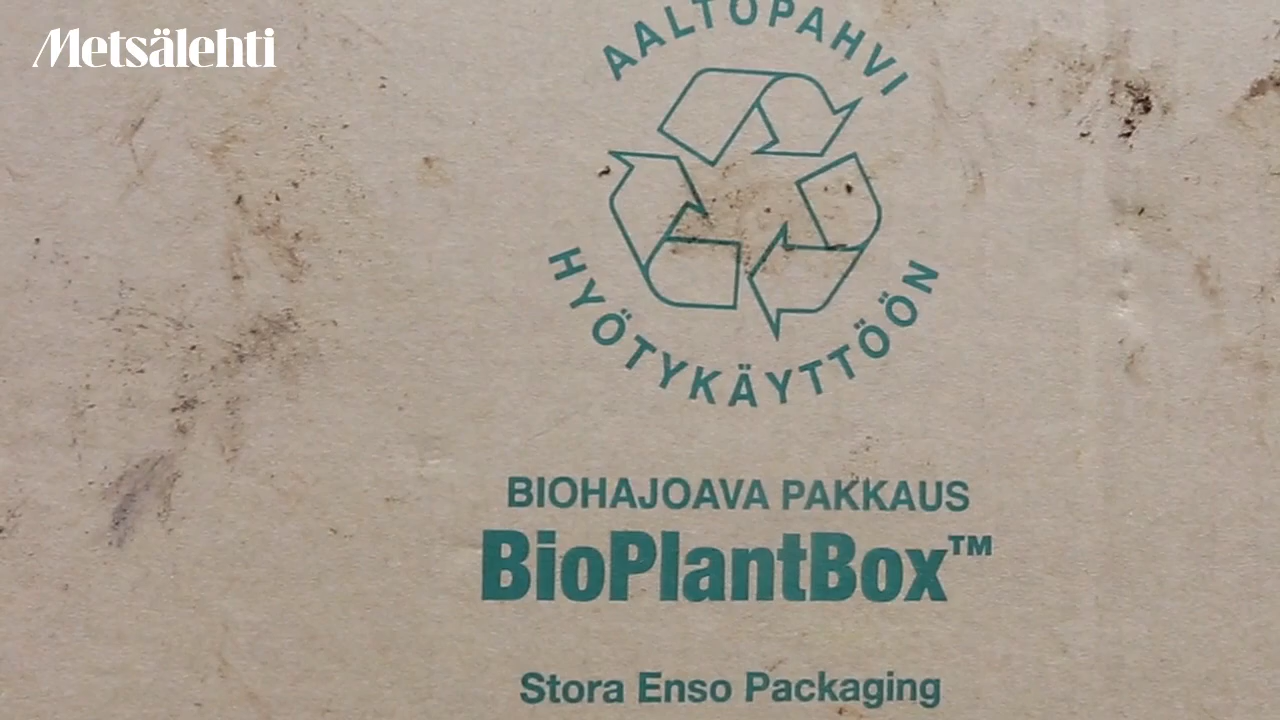 Metsälehti
AALTOPAHVI
HYÖTYKÄYTTÖÖN
BIOHAJOAVA PAKKAUS
BioPlantBox™
Stora Enso Packaging